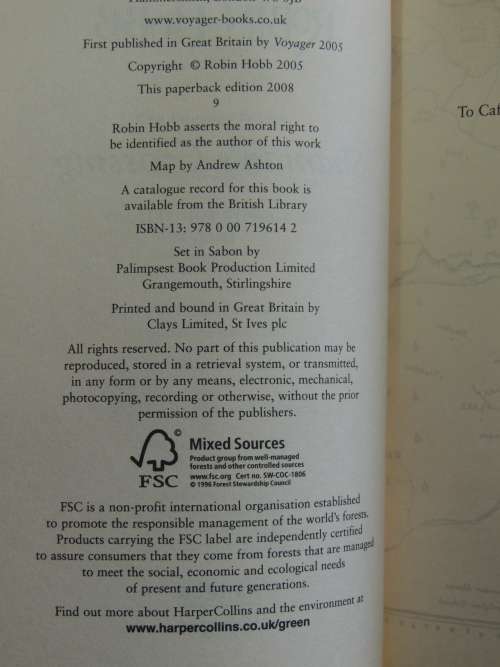 www.voyager-books.co.uk
First published in Great Britain by Voyager 2005
Copyright © Robin Hobb 2005
This paperback edition 2008
9
Robin Hobb asserts the moral right to
be identified as the author of this work
Map by Andrew Ashton
A catalogue record for this book is
available from the British Library
ISBN-13: 978 0 00 719614 2
Set in Sabon by
Palimpsest Book Production Limited
Grangemouth, Stirlingshire
Printed and bound in Great Britain by
Clays Limited, St Ives plc
All rights reserved. No part of this publication may be
reproduced, stored in a retrieval system, or transmitted,
in any form or by any means, electronic, mechanical,
photocopying, recording or otherwise, without the prior
permission of the publishers.
FSC
©
Mixed Sources
Product group from well-managed
forests and other controlled sources
www.fsc.org Cert no. SW-COC-1806
© 1996 Forest Stewardship Council
FSC is a non-profit international organisation established
to promote the responsible management of the world's forests.
Products carrying the FSC label are independently certified
to assure consumers that they come from forests that are managed
to meet the social, economic and ecological needs
of present and future generations.
Find out more about HarperCollins and the environment at
www.harpercollins.co.uk/green
To